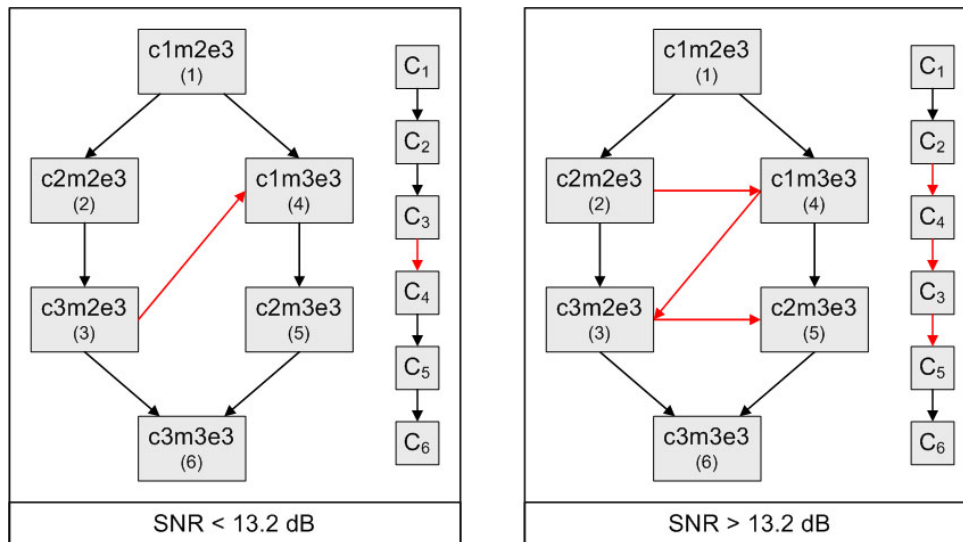 c1m2e3
(1)
c2m2e3
(2)
c1m3e3
(4)
c3m2e3
(3)
c2m3e3
(5)
c3m3e3
(6)
C1
C2
C3
C4
C5
C6
SNR < 13.2 dB
c1m2e3
(1)
c2m2e3
(2)
c1m3e3
(4)
c3m2e3
(3)
c2m3e3
(5)
c3m3e3
(6)
C1
C2
C4
C3
C5
C6
SNR > 13.2 dB